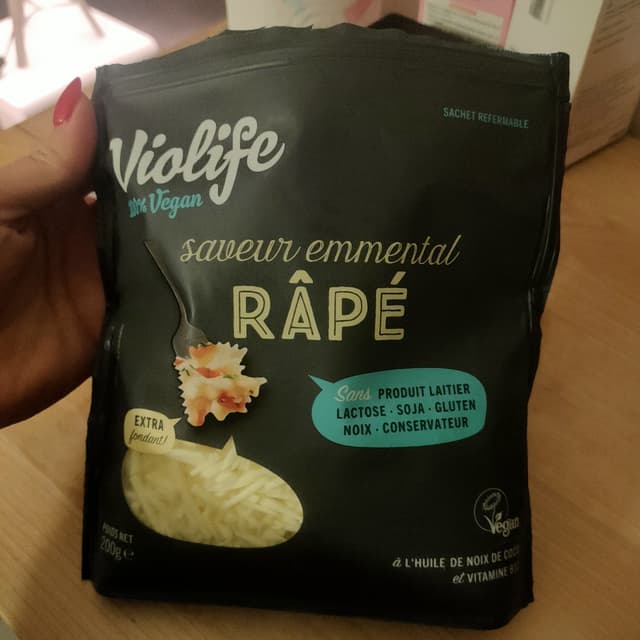 Violife
100% Vegan
SACHET REFERMABLE
saveur emmental
RÂPÉ
Sans PRODUIT LAITIER
LACTOSE · SOJA · GLUTEN
NOIX · CONSERVATEUR
EXTRA
fondant!
Vegan
POIDS NET
200g e
à L'HUILE DE NOIX DE COCO
et VITAMINE